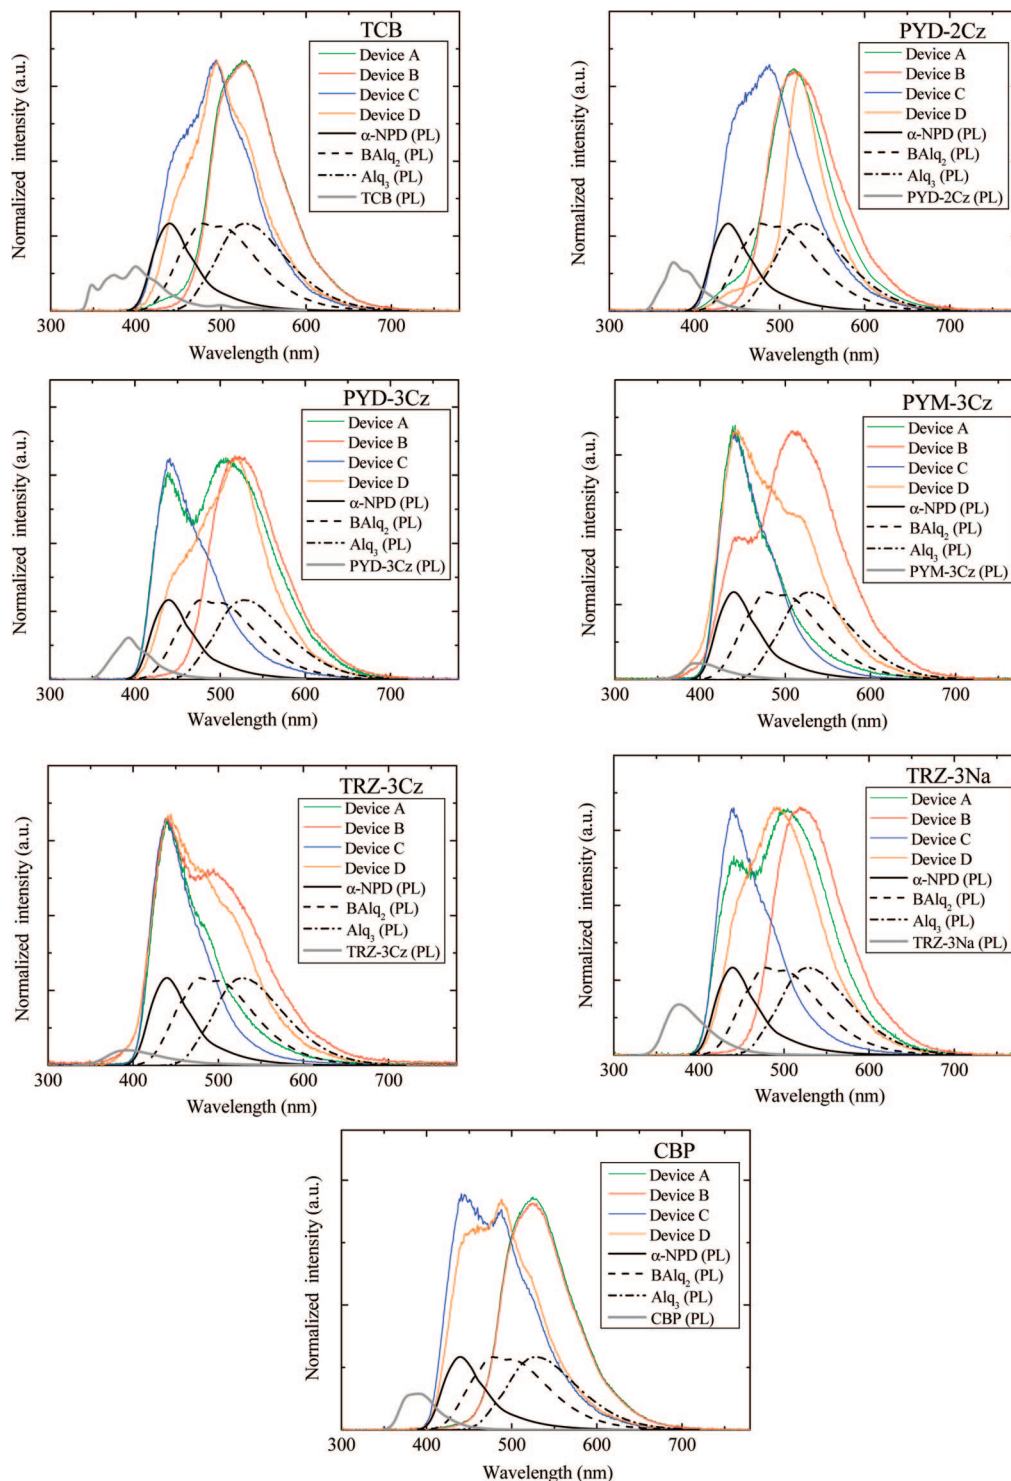 Normalized intensity (a.u.)
TCB
Device A
Device B
Device C
Device D
α-NPD (PL)
BAlq₂ (PL)
Alq₃ (PL)
TCB (PL)
300 400 500 600 700
Wavelength (nm)
Normalized intensity (a.u.)
PYD-2Cz
Device A
Device B
Device C
Device D
α-NPD (PL)
BAlq₂ (PL)
Alq₃ (PL)
PYD-2Cz (PL)
300 400 500 600 700
Wavelength (nm)
Normalized intensity (a.u.)
PYD-3Cz
Device A
Device B
Device C
Device D
α-NPD (PL)
BAlq₂ (PL)
Alq₃ (PL)
PYD-3Cz (PL)
300 400 500 600 700
Wavelength (nm)
Normalized intensity (a.u.)
PYM-3Cz
Device A
Device B
Device C
Device D
α-NPD (PL)
BAlq₂ (PL)
Alq₃ (PL)
PYM-3Cz (PL)
300 400 500 600 700
Wavelength (nm)
Normalized intensity (a.u.)
TRZ-3Cz
Device A
Device B
Device C
Device D
α-NPD (PL)
BAlq₂ (PL)
Alq₃ (PL)
TRZ-3Cz (PL)
300 400 500 600 700
Wavelength (nm)
Normalized intensity (a.u.)
TRZ-3Na
Device A
Device B
Device C
Device D
α-NPD (PL)
BAlq₂ (PL)
Alq₃ (PL)
TRZ-3Na (PL)
300 400 500 600 700
Wavelength (nm)
Normalized intensity (a.u.)
CBP
Device A
Device B
Device C
Device D
α-NPD (PL)
BAlq₂ (PL)
Alq₃ (PL)
CBP (PL)
300 400 500 600 700
Wavelength (nm)